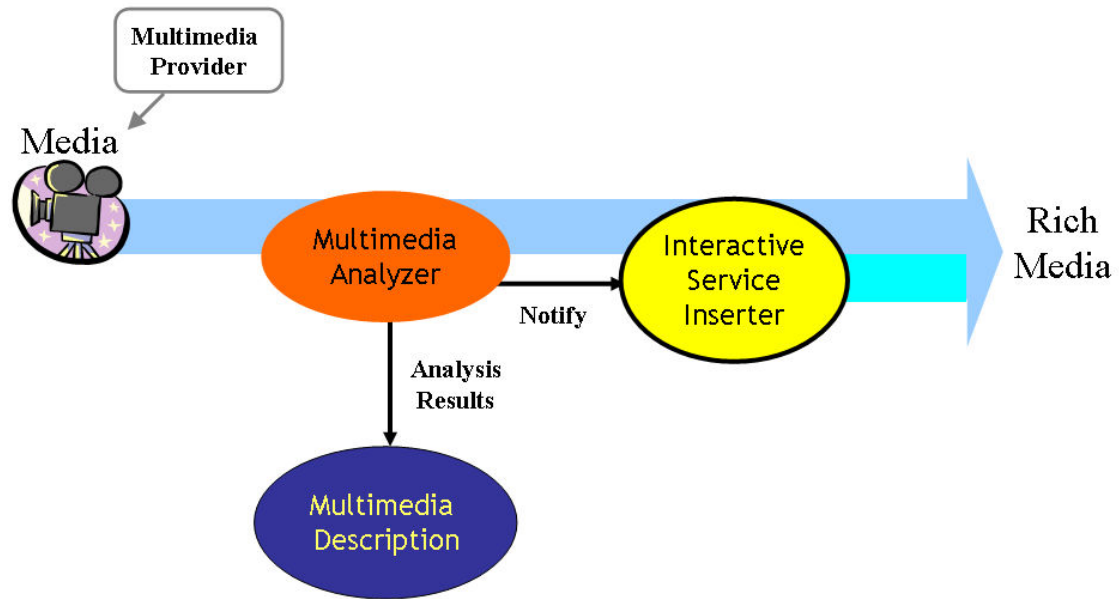 Multimedia
Provider
Media
Multimedia
Analyzer
Notify
Interactive
Service
Inserter
Rich
Media
Analysis
Results
Multimedia
Description